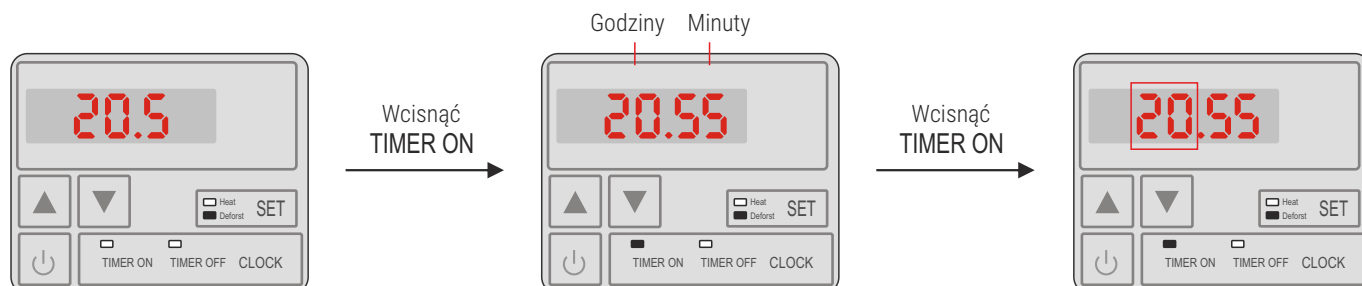 Godziny Minuty
20.5
Heat
Deforst
SET
TIMER ON TIMER OFF CLOCK
Wcisnąć
TIMER ON
20.55
Heat
Deforst
SET
TIMER ON TIMER OFF CLOCK
Wcisnąć
TIMER ON
20.55
Heat
Deforst
SET
TIMER ON TIMER OFF CLOCK